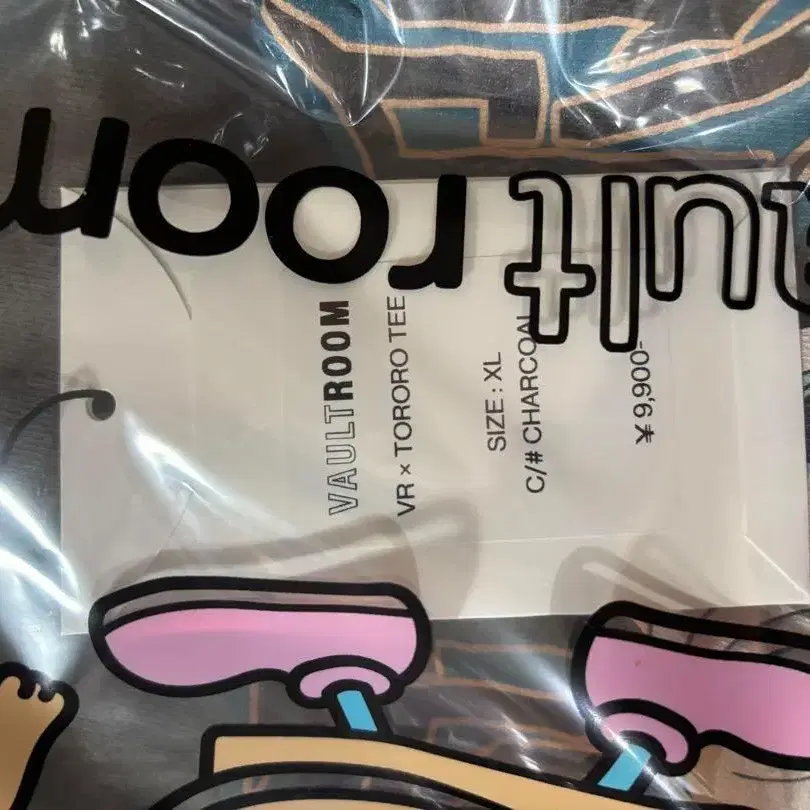 ult room
VAULTROOM
VR × TORORO TEE
SIZE : XL
C/# CHARCOAL
¥ 9,900-